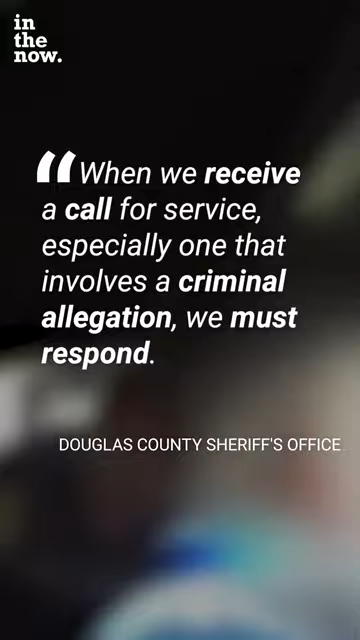 in
the
now.
“When we receive
a call for service,
especially one that
involves a criminal
allegation, we must
respond.
DOUGLAS COUNTY SHERIFF'S OFFICE